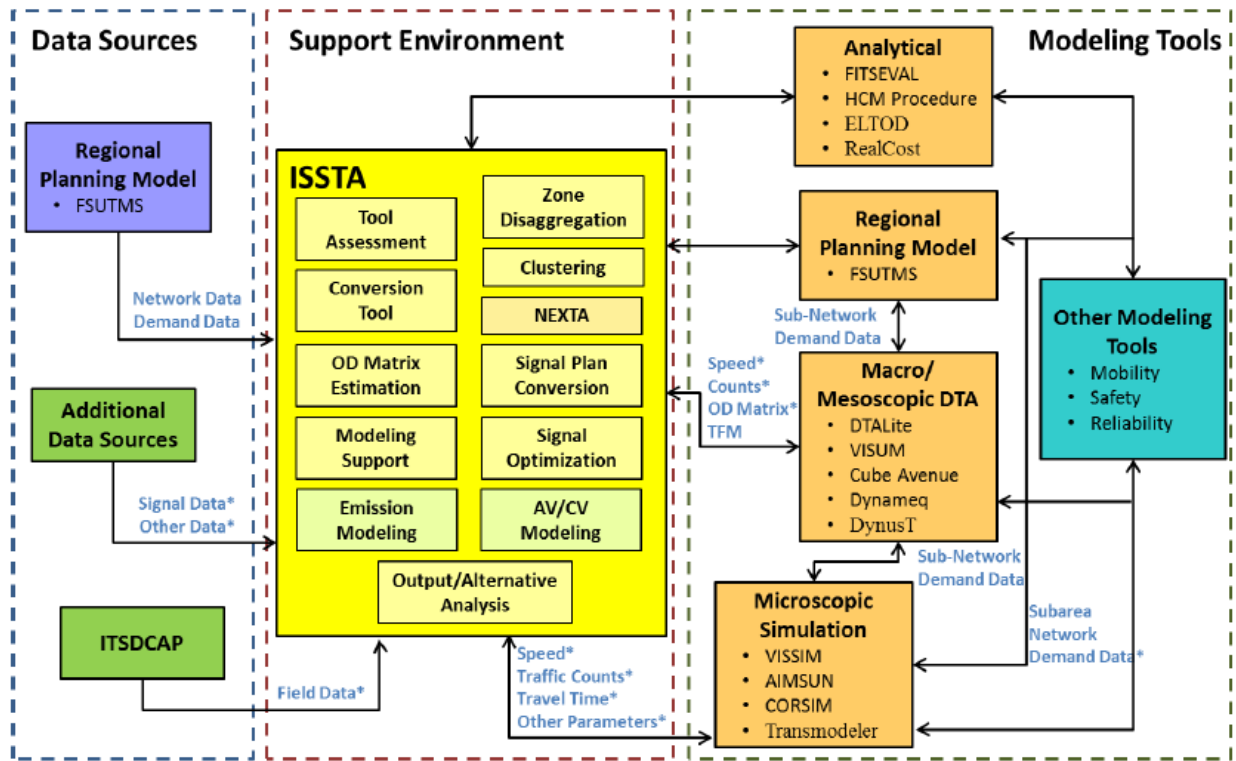 Data Sources
Regional
Planning Model
• FSUTMS
Network Data
Demand Data
Additional
Data Sources
Signal Data*
Other Data*
ITSDCAP
Field Data*
Support Environment
ISSTA
Tool
Assessment
Zone
Disaggregation
Conversion
Tool
Clustering
NEXTA
OD Matrix
Estimation
Signal Plan
Conversion
Modeling
Support
Signal
Optimization
Emission
Modeling
AV/CV
Modeling
Output/Alternative
Analysis
Speed*
Traffic Counts*
Travel Time*
Other Parameters*
Modeling Tools
Analytical
• FITSEVAL
• HCM Procedure
• ELTOD
• RealCost
Regional
Planning Model
• FSUTMS
Sub-Network
Demand Data
Speed*
Counts*
OD Matrix*
TFM
Macro/
Mesoscopic DTA
• DTALite
• VISUM
• Cube Avenue
• Dynameq
• DynusT
Other Modeling
Tools
• Mobility
• Safety
• Reliability
Sub-Network
Demand Data
Microscopic
Simulation
• VISSIM
• AIMSUN
• CORSIM
• Transmodeler
Subarea
Network
Demand Data*